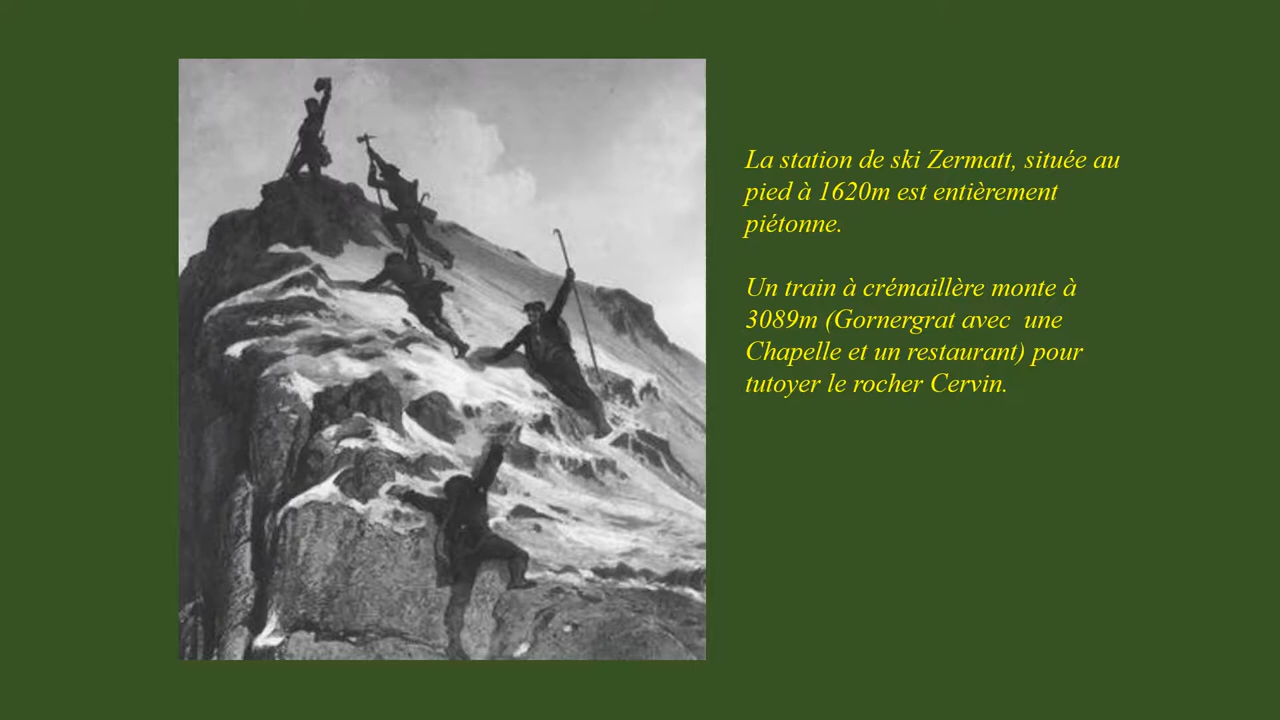 La station de ski Zermatt, située au
pied à 1620m est entièrement
piétonne.
Un train à crémaillère monte à
3089m (Gornergrat avec  une
Chapelle et un restaurant) pour
tutoyer le rocher Cervin.